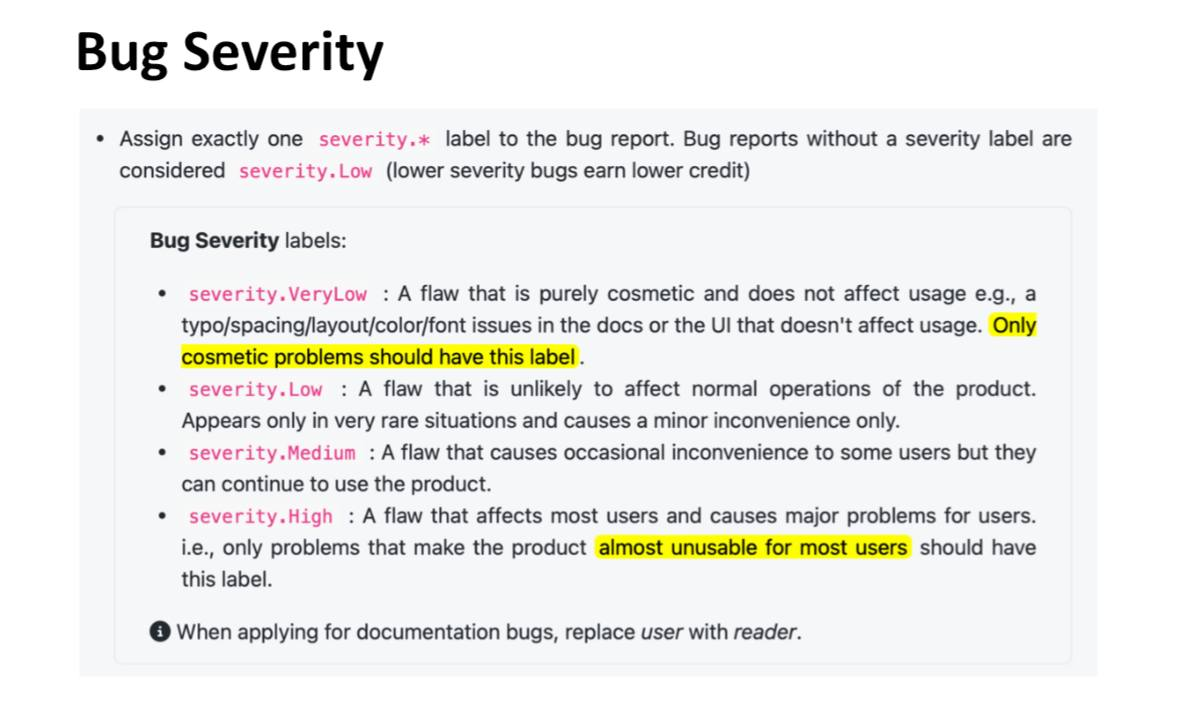 Bug Severity
• Assign exactly one severity.* label to the bug report. Bug reports without a severity label are
considered severity.Low (lower severity bugs earn lower credit)
Bug Severity labels:
• severity.VeryLow : A flaw that is purely cosmetic and does not affect usage e.g., a
typo/spacing/layout/color/font issues in the docs or the UI that doesn't affect usage. Only
cosmetic problems should have this label.
• severity.Low : A flaw that is unlikely to affect normal operations of the product.
Appears only in very rare situations and causes a minor inconvenience only.
• severity.Medium : A flaw that causes occasional inconvenience to some users but they
can continue to use the product.
• severity.High : A flaw that affects most users and causes major problems for users.
i.e., only problems that make the product almost unusable for most users should have
this label.
When applying for documentation bugs, replace user with reader.